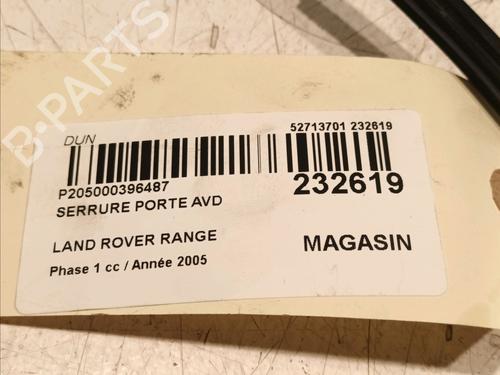 B-PARTS
DUN
52713701 232619
P205000396487
232619
SERRURE PORTE AVD
LAND ROVER RANGE
MAGASIN
Phase 1 cc / Année 2005